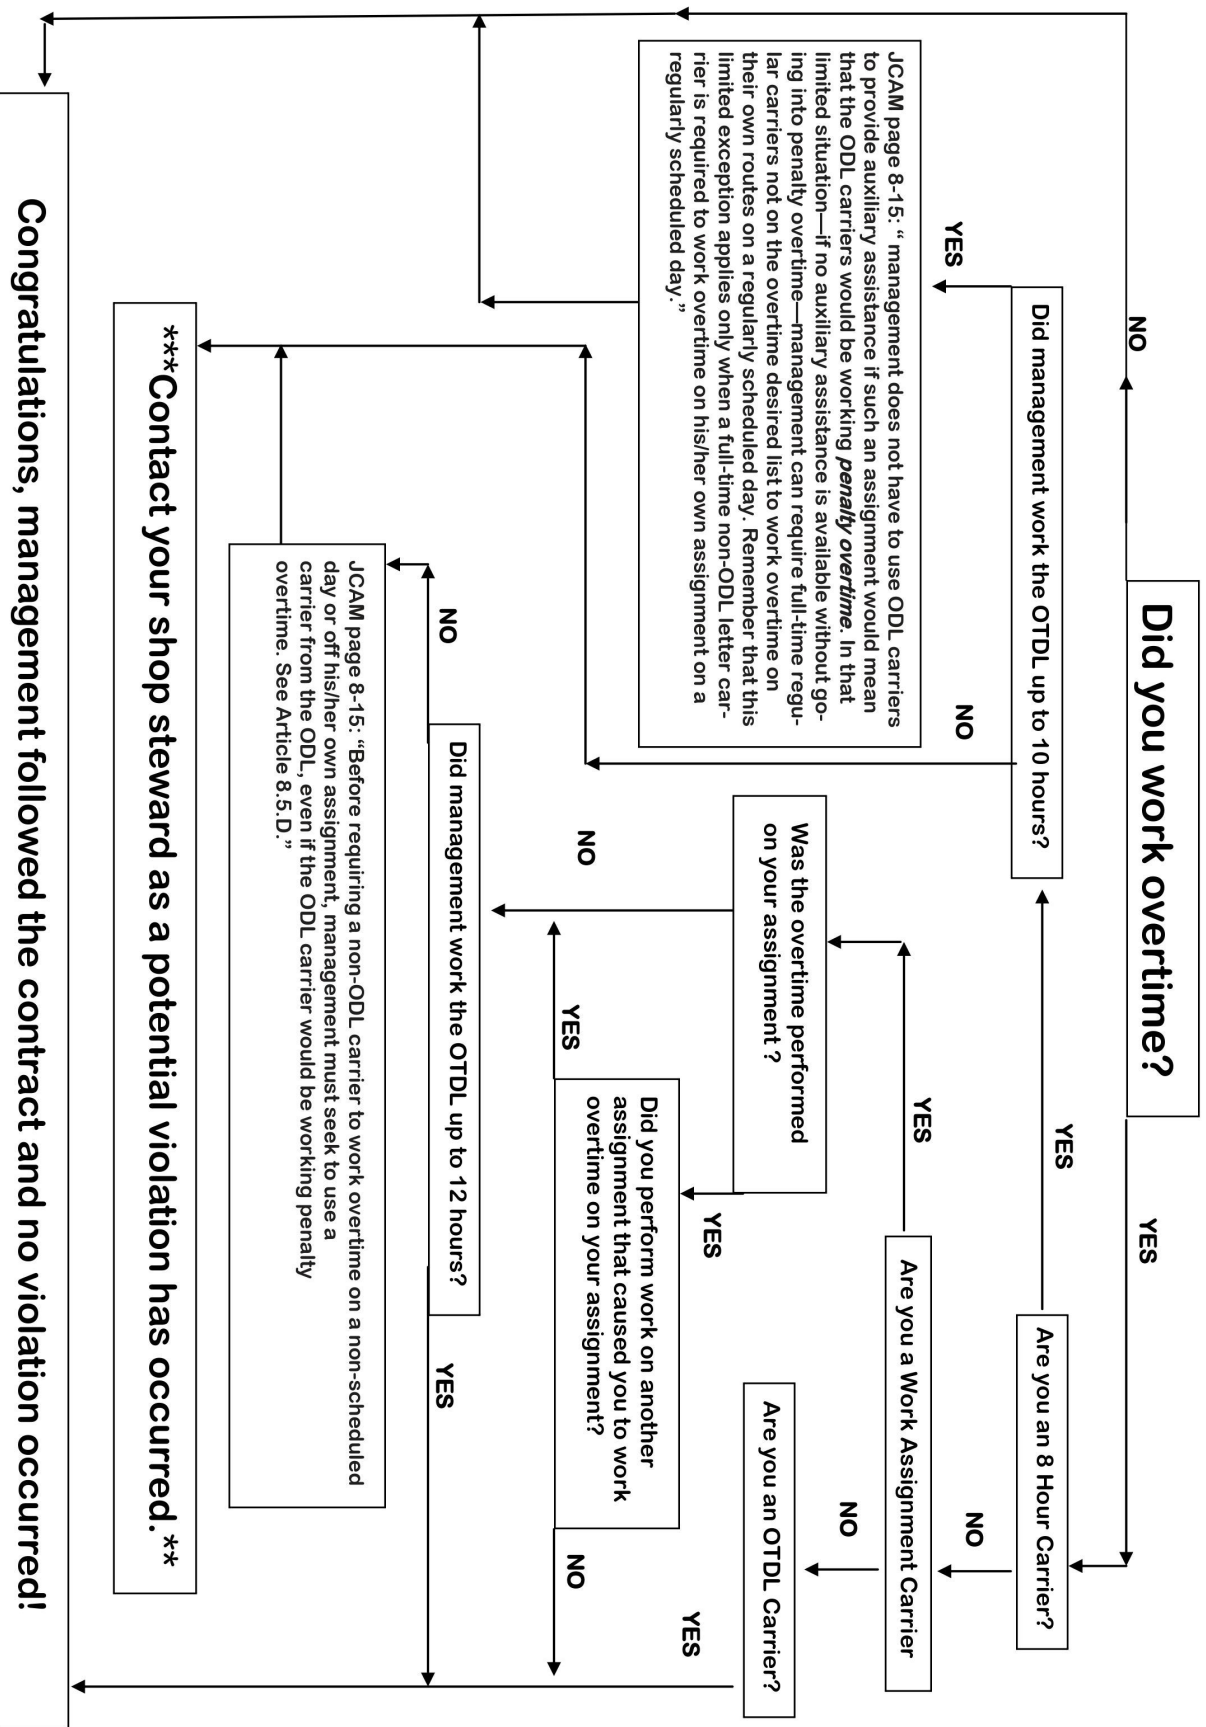 Did you work overtime?
NO
YES
Did management work the OTDL up to 10 hours?
YES
Are you an 8 Hour Carrier?
YES
NO
NO
JCAM page 8-15: “ management does not have to use ODL carriers
to provide auxiliary assistance if such an assignment would mean
that the ODL carriers would be working penalty overtime. In that
limited situation—if no auxiliary assistance is available without go-
ing into penalty overtime—management can require full-time regu-
lar carriers not on the overtime desired list to work overtime on
their own routes on a regularly scheduled day. Remember that this
limited exception applies only when a full-time non-ODL letter car-
rier is required to work overtime on his/her own assignment on a
regularly scheduled day.”
YES
Are you a Work Assignment Carrier
NO
Was the overtime performed
on your assignment ?
YES
Are you an OTDL Carrier?
YES
NO
Did you perform work on another
assignment that caused you to work
overtime on your assignment?
YES
NO
Did management work the OTDL up to 12 hours?
NO
YES
JCAM page 8-15: “Before requiring a non-ODL carrier to work overtime on a non-scheduled
day or off his/her own assignment, management must seek to use a
carrier from the ODL, even if the ODL carrier would be working penalty
overtime. See Article 8.5.D.”
***Contact your shop steward as a potential violation has occurred.**
Congratulations, management followed the contract and no violation occurred!